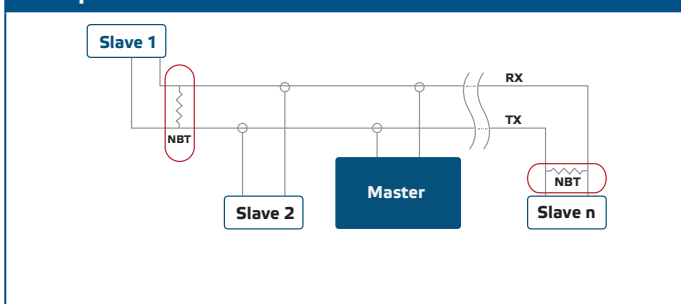 Slave 1
RX
TX
NBT
Master
NBT
Slave 2
Slave n